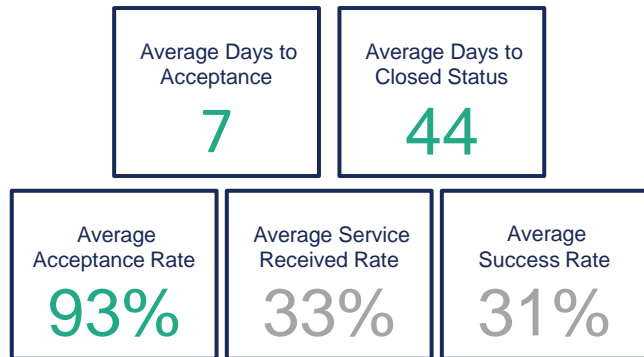 Average Days to
Acceptance
7
Average Days to
Closed Status
44
Average
Acceptance Rate
93%
Average Service
Received Rate
33%
Average
Success Rate
31%